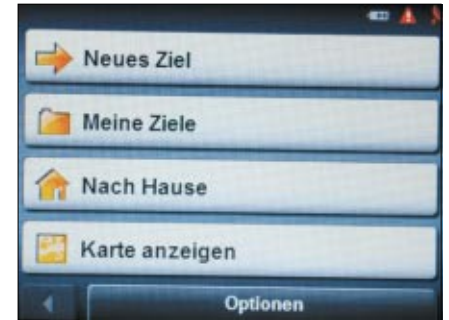 Neues Ziel
Meine Ziele
Nach Hause
Karte anzeigen
Optionen